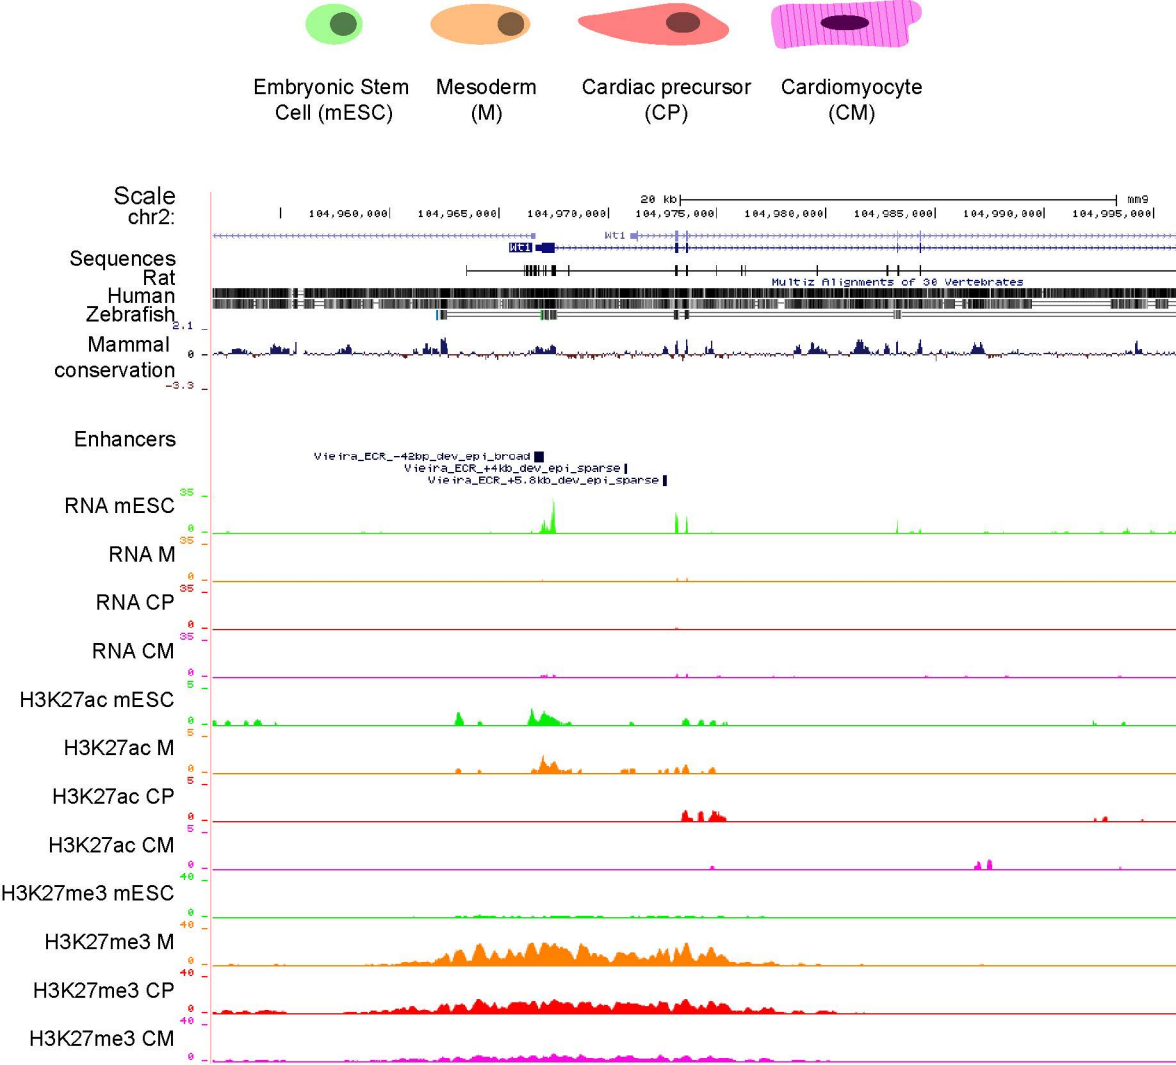 Embryonic Stem Cell (mESC)
Mesoderm (M)
Cardiac precursor (CP)
Cardiomyocyte (CM)
Scale
20 kb
mm9
chr2:
104,960,000
104,965,000
104,970,000
104,975,000
104,980,000
104,985,000
104,990,000
104,995,000
Wt1
Wt1
Sequences
Rat
Multiz Alignments of 30 Vertebrates
Human
Zebrafish
2.1
Mammal conservation
0
-3.3
Enhancers
Vieira_ECR_-42bp_dev_epi_broad
Vieira_ECR_+4kb_dev_epi_sparse
Vieira_ECR_+5.8kb_dev_epi_sparse
RNA mESC
35
0
RNA M
35
0
RNA CP
35
0
RNA CM
35
0
H3K27ac mESC
5
0
H3K27ac M
5
0
H3K27ac CP
5
0
H3K27ac CM
5
0
H3K27me3 mESC
40
0
H3K27me3 M
40
0
H3K27me3 CP
40
0
H3K27me3 CM
40
0